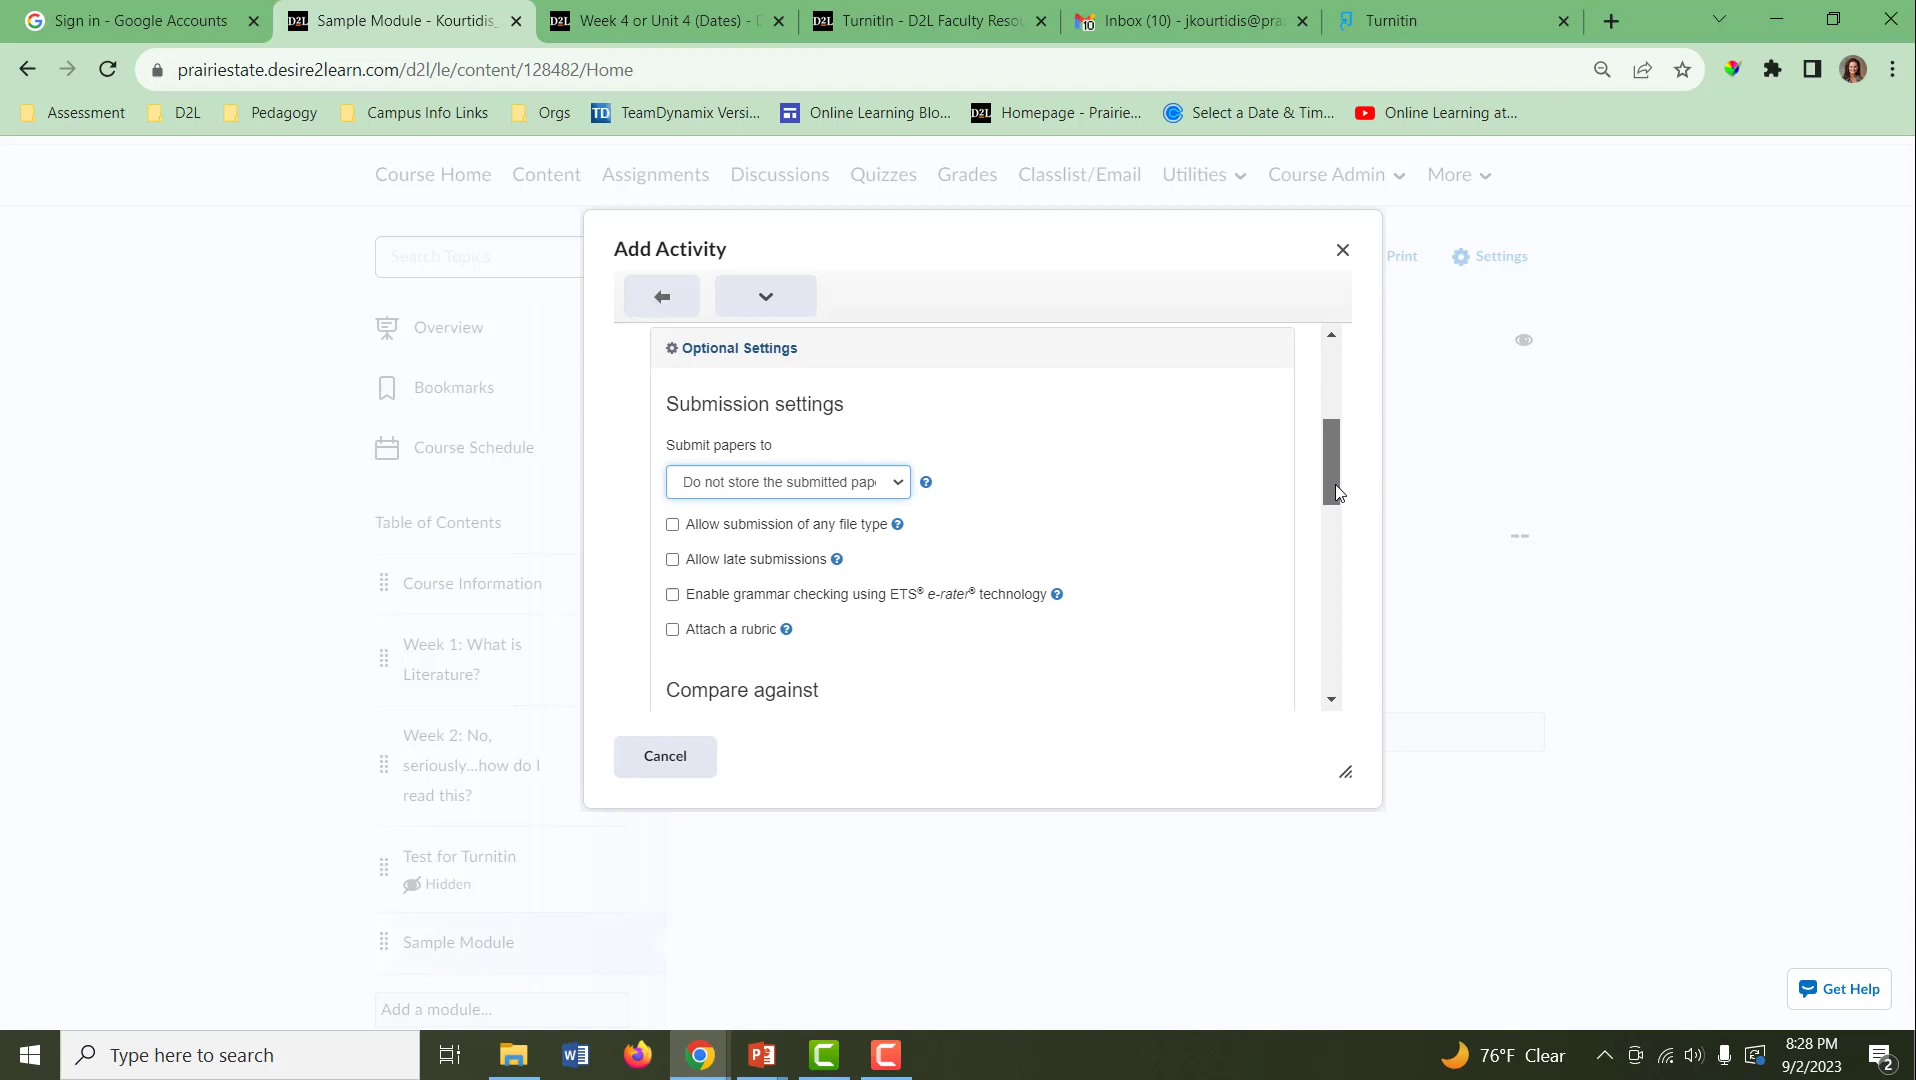 Sign in - Google Accounts
Sample Module - Kourtidis_
Week 4 or Unit 4 (Dates) - D
TurnitIn - D2L Faculty Resou
Inbox (10) - jkourtidis@prai
Turnitin
prairiestate.desire2learn.com/d2l/le/content/128482/Home
Assessment
D2L
Pedagogy
Campus Info Links
Orgs
TeamDynamix Versi...
Online Learning Blo...
Homepage - Prairie...
Select a Date & Tim...
Online Learning at...
Course Home
Content
Assignments
Discussions
Quizzes
Grades
Classlist/Email
Utilities
Course Admin
More
Search Topics
Print
Settings
Overview
Bookmarks
Course Schedule
Table of Contents
Course Information
Week 1: What is
Literature?
Week 2: No,
seriously...how do I
read this?
Test for Turnitin
Hidden
Sample Module
Add a module...
Add Activity
Optional Settings
Submission settings
Submit papers to
Do not store the submitted pap
Allow submission of any file type
Allow late submissions
Enable grammar checking using ETS® e-rater® technology
Attach a rubric
Compare against
Cancel
Get Help
Type here to search
76°F Clear
8:28 PM
9/2/2023
2